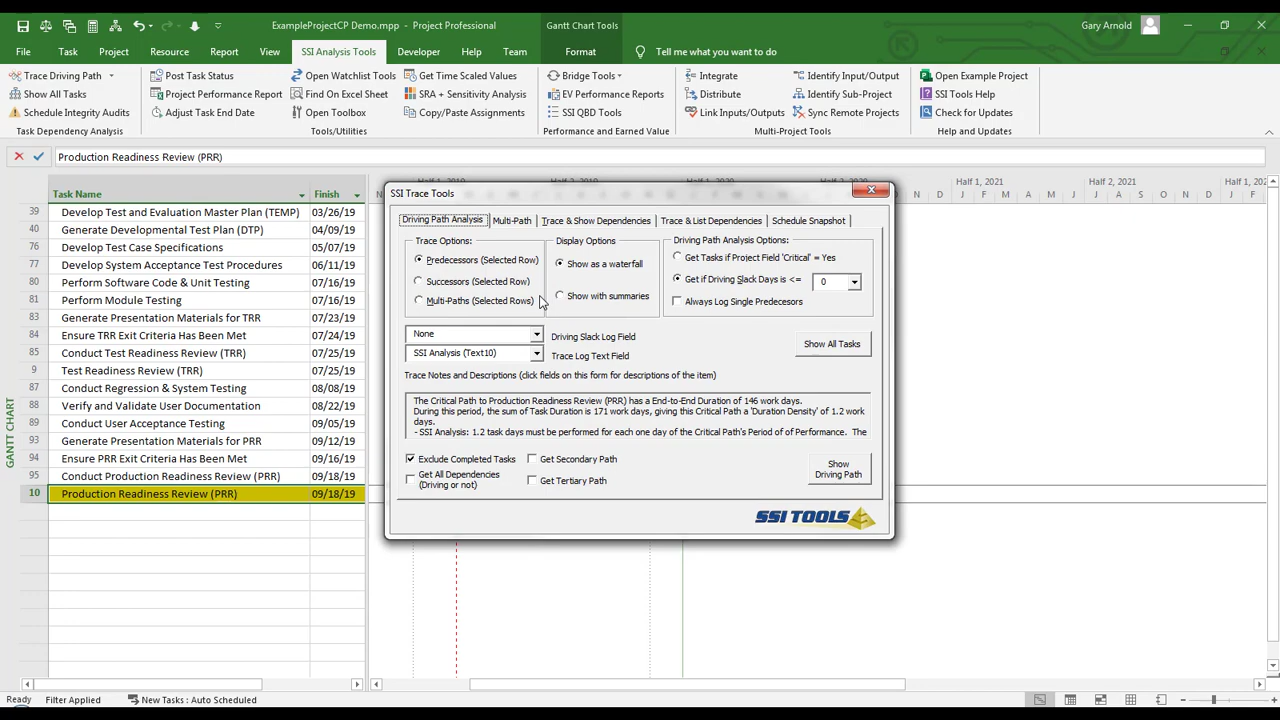 ExampleProjectCP Demo.mpp - Project Professional
Gantt Chart Tools
Gary Arnold
File Task Project Resource Report View SSI Analysis Tools Developer Help Team Format Tell me what you want to do
Trace Driving Path Post Task Status Open Watchlist Tools Get Time Scaled Values Bridge Tools Integrate Identify Input/Output Open Example Project
Show All Tasks Project Performance Report Find On Excel Sheet SRA + Sensitivity Analysis EV Performance Reports Distribute Identify Sub-Project SSI Tools Help
Schedule Integrity Audits Adjust Task End Date Open Toolbox Copy/Paste Assignments SSI QBD Tools Link Inputs/Outputs Sync Remote Projects Check for Updates
Task Dependency Analysis Tools/Utilities Performance and Earned Value Multi-Project Tools Help and Updates
Production Readiness Review (PRR)
Half 1, 2021
Task Name Finish
N J F M A M J J A S O N D J F
39 Develop Test and Evaluation Master Plan (TEMP) 03/26/19
40 Generate Developmental Test Plan (DTP) 04/09/19
76 Develop Test Case Specifications 05/07/19
77 Develop System Acceptance Test Procedures 06/11/19
78 Perform Software Code & Unit Testing
Perform Module Testing
Generate Presentation Materials for TRR 07/23/19
84 Ensure TRR Exit Criteria Has Been Met 07/24/19
85 Conduct Test Readiness Review (TRR) 07/25/19
9 Test Readiness Review (TRR) 07/25/19
87 Conduct Regression & System Testing 08/08/19
88 Verify and Validate User Documentation 08/22/19
89 Conduct User Acceptance Testing 09/05/19
93 Generate Presentation Materials for PRR 09/12/19
94 Ensure PRR Exit Criteria Has Been Met 09/16/19
95 Conduct Production Readiness Review (PRR) 09/18/19
10 Production Readiness Review (PRR) 09/18/19
GANTT CHART
SSI Trace Tools
Driving Path Analysis Multi-Path Trace & Show Dependencies Trace & List Dependencies Schedule Snapshot
Trace Options: Display Options Driving Path Analysis Options:
Predecessors (Selected Row) Show as a waterfall Get Tasks if Project Field 'Critical' = Yes
Successors (Selected Row) Get if Driving Slack Days is <= 0
Multi-Paths (Selected Rows) Show with summaries Always Log Single Predecesors
None Driving Slack Log Field Show All Tasks
SSI Analysis (Text10) Trace Log Text Field
Trace Notes and Descriptions (click fields on this form for descriptions of the item)
The Critical Path to Production Readiness Review (PRR) has a End-to-End Duration of 146 work days.
During this period, the sum of Task Duration is 171 work days, giving this Critical Path a 'Duration Density' of 1.2 work
days.
- SSI Analysis: 1.2 task days must be performed for each one day of the Critical Path's Period of of Performance. The
Exclude Completed Tasks Get Secondary Path
Get All Dependencies
(Driving or not)
Get Tertiary Path
Show
Driving Path
SSI TOOLS
Ready Filter Applied New Tasks : Auto Scheduled